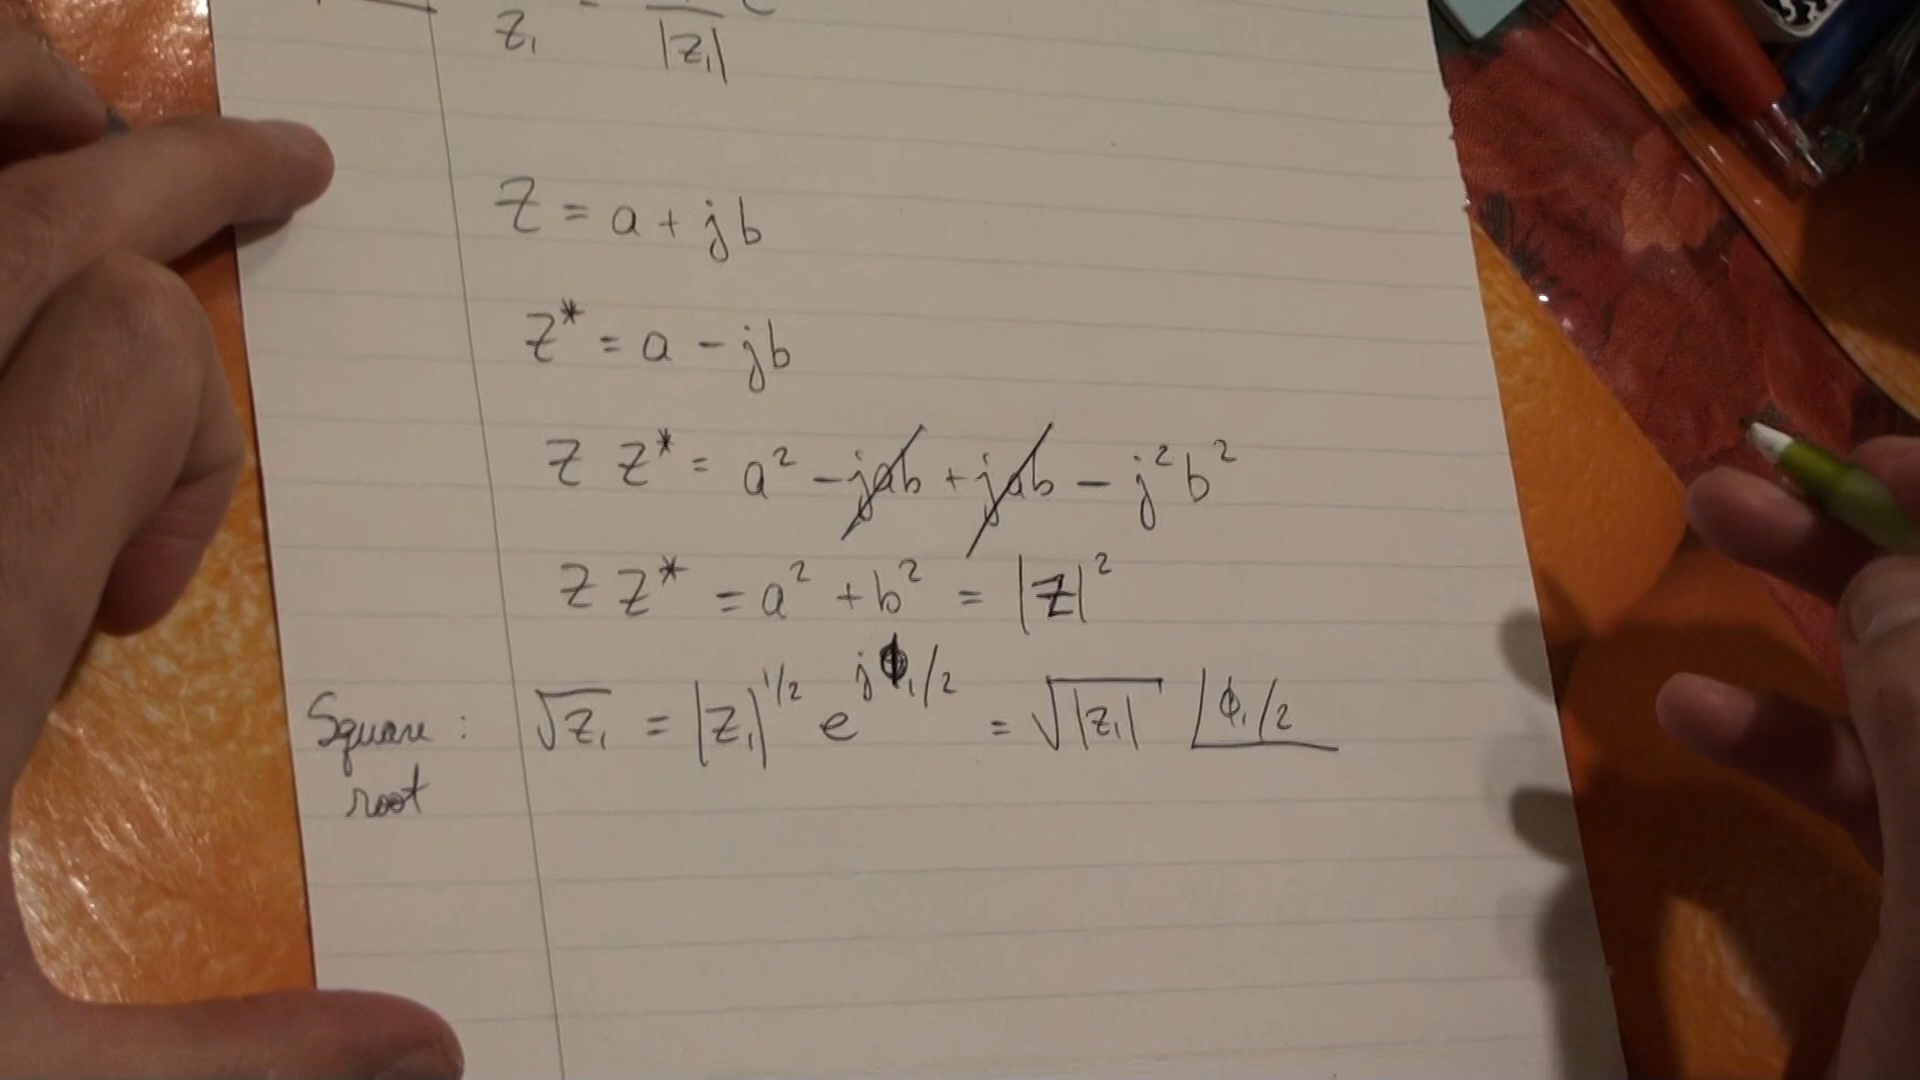 z₁ |z₁|
Z = a + jb
Z* = a - jb
Z Z* = a² - jab + jab - j²b²
Z Z* = a² + b² = |Z|²
Square root : √z₁ = |z₁|^1/2 e^jϕ₁/2 = √|z₁| ∠ϕ₁/2